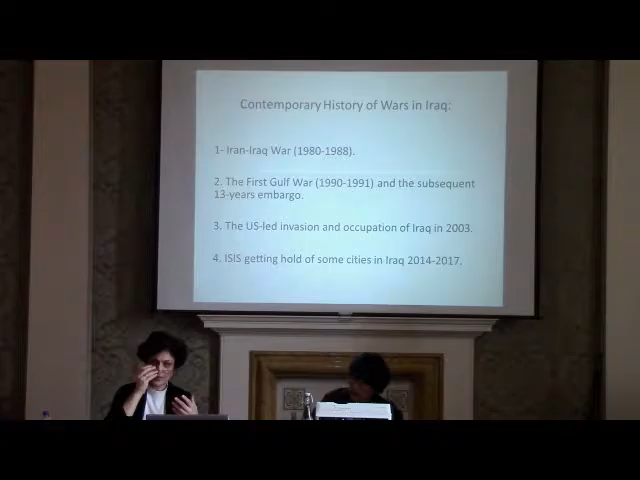 Contemporary History of Wars in Iraq:
1- Iran-Iraq War (1980-1988).
2. The First Gulf War (1990-1991) and the subsequent
13-years embargo.
3. The US-led invasion and occupation of Iraq in 2003.
4. ISIS getting hold of some cities in Iraq 2014-2017.